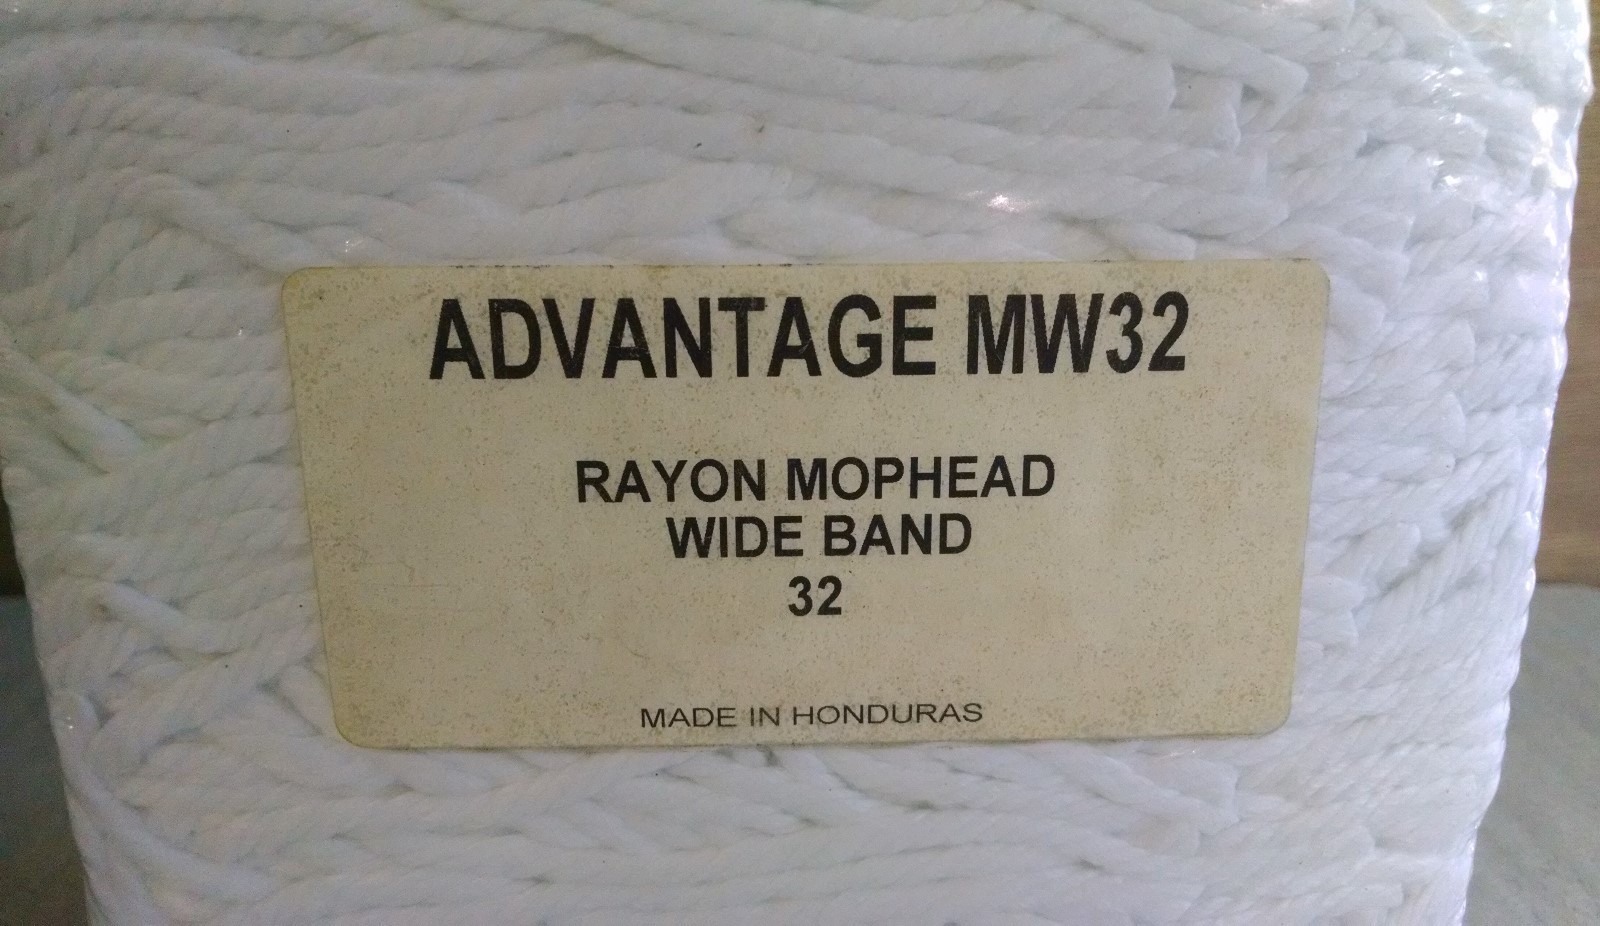 ADVANTAGE MW32
RAYON MOPHEAD
WIDE BAND
32
MADE IN HONDURAS